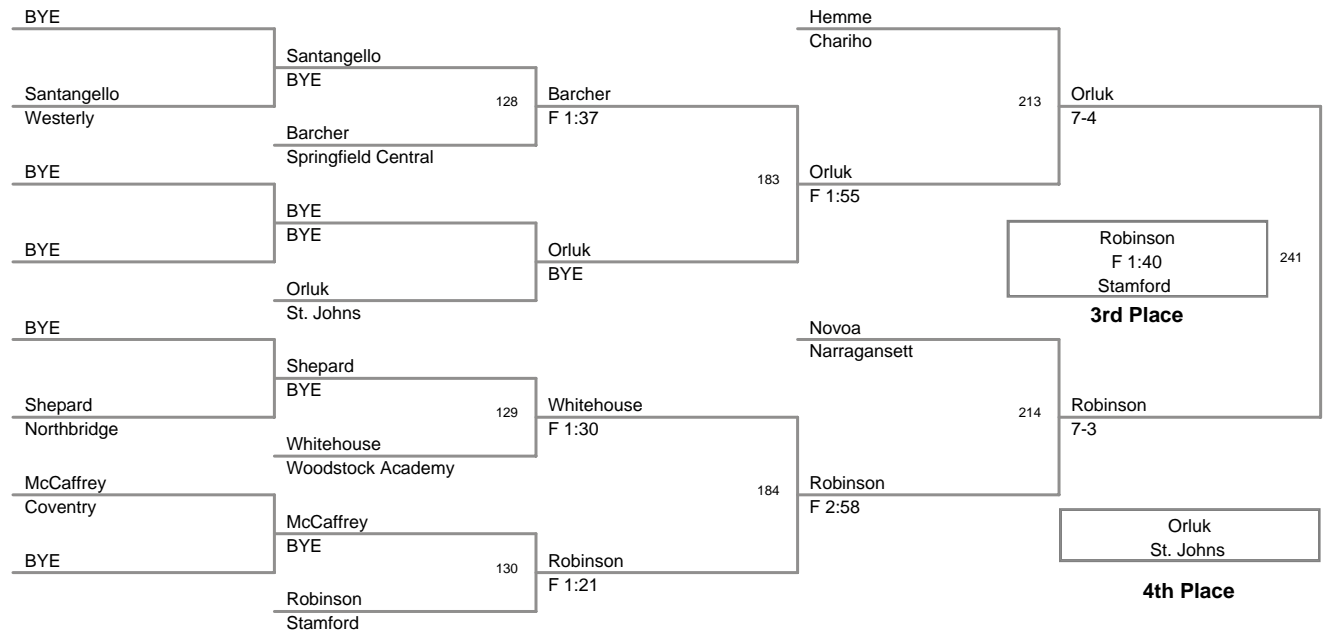 BYE
Santangello
Westerly
BYE
BYE
BYE
Shepard
Northbridge
McCaffrey
Coventry
BYE
Santangello
BYE
128
Barcher
Springfield Central
BYE
BYE
Orluk
St. Johns
Shepard
BYE
129
Whitehouse
Woodstock Academy
McCaffrey
BYE
130
Robinson
Stamford
Barcher
F 1:37
183
Orluk
BYE
Whitehouse
F 1:30
184
Robinson
F 1:21
Hemme
Chariho
213
Orluk
F 1:55
Novoa
Narragansett
214
Robinson
F 2:58
Orluk
7-4
Robinson
F 1:40
Stamford
241
3rd Place
Robinson
7-3
Orluk
St. Johns
4th Place